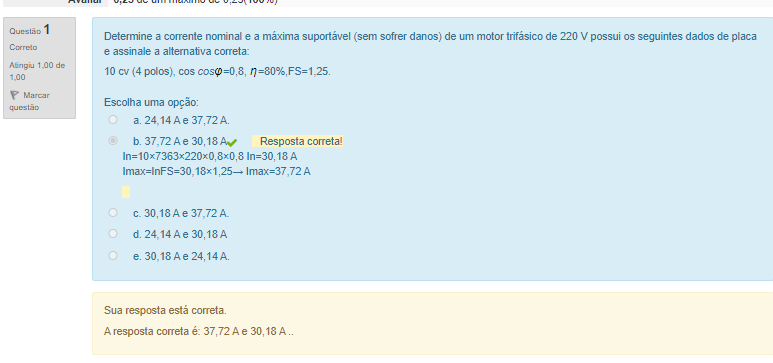 Avaliar 0,25 de um máximo de 0,25(100%)
Questão 1
Correto
Atingiu 1,00 de
1,00
Marcar
questão
Determine a corrente nominal e a máxima suportável (sem sofrer danos) de um motor trifásico de 220 V possui os seguintes dados de placa
e assinale a alternativa correta:
10 cv (4 polos), cos cosφ=0,8, η=80%,FS=1,25.
Escolha uma opção:
a. 24,14 A e 37,72 A.
b. 37,72 A e 30,18 A Resposta correta!
In=10×7363×220×0,8×0,8 In=30,18 A
Imax=InFS=30,18×1,25→ Imax=37,72 A
c. 30,18 A e 37,72 A.
d. 24,14 A e 30,18 A
e. 30,18 A e 24,14 A.
Sua resposta está correta.
A resposta correta é: 37,72 A e 30,18 A ..